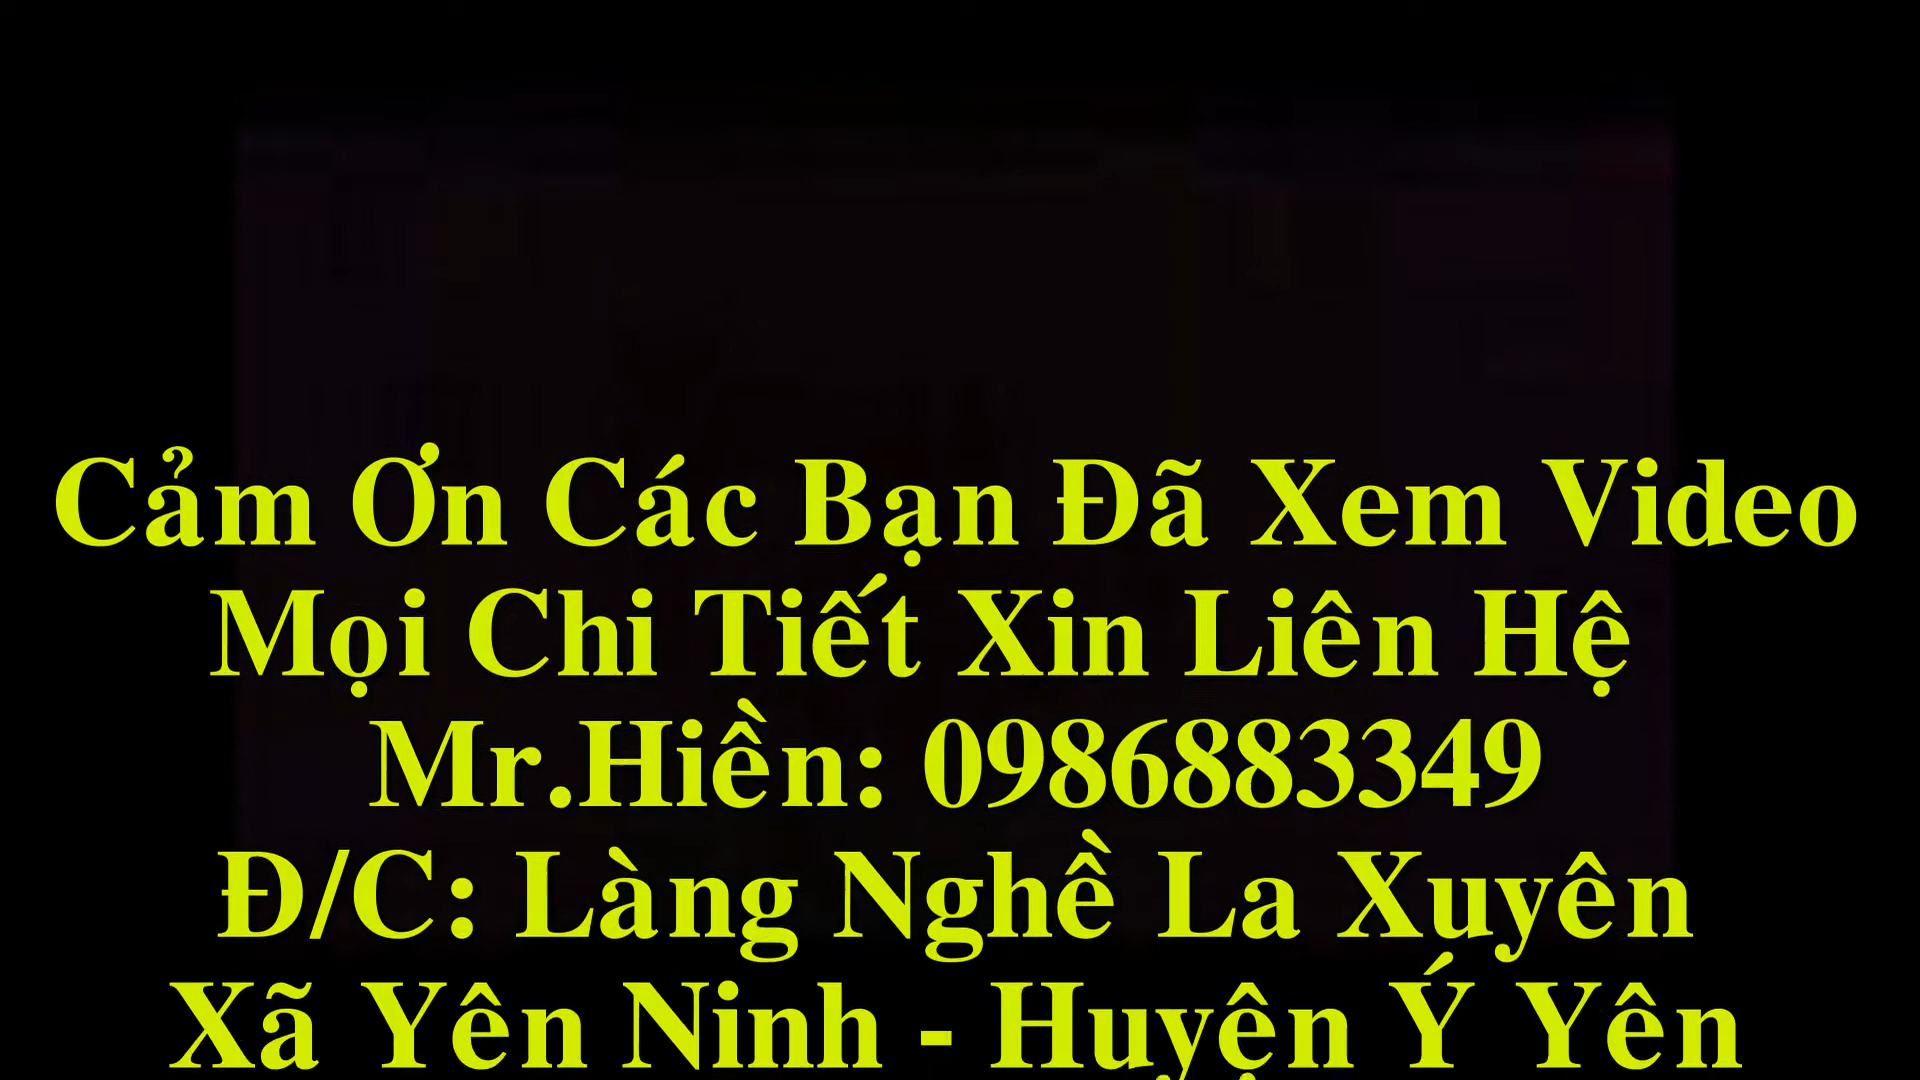 Cảm Ơn Các Bạn Đã Xem Video
Mọi Chi Tiết Xin Liên Hệ
Mr.Hiền: 0986883349
Đ/C: Làng Nghề La Xuyên
Xã Yên Ninh - Huyện Ý Yên